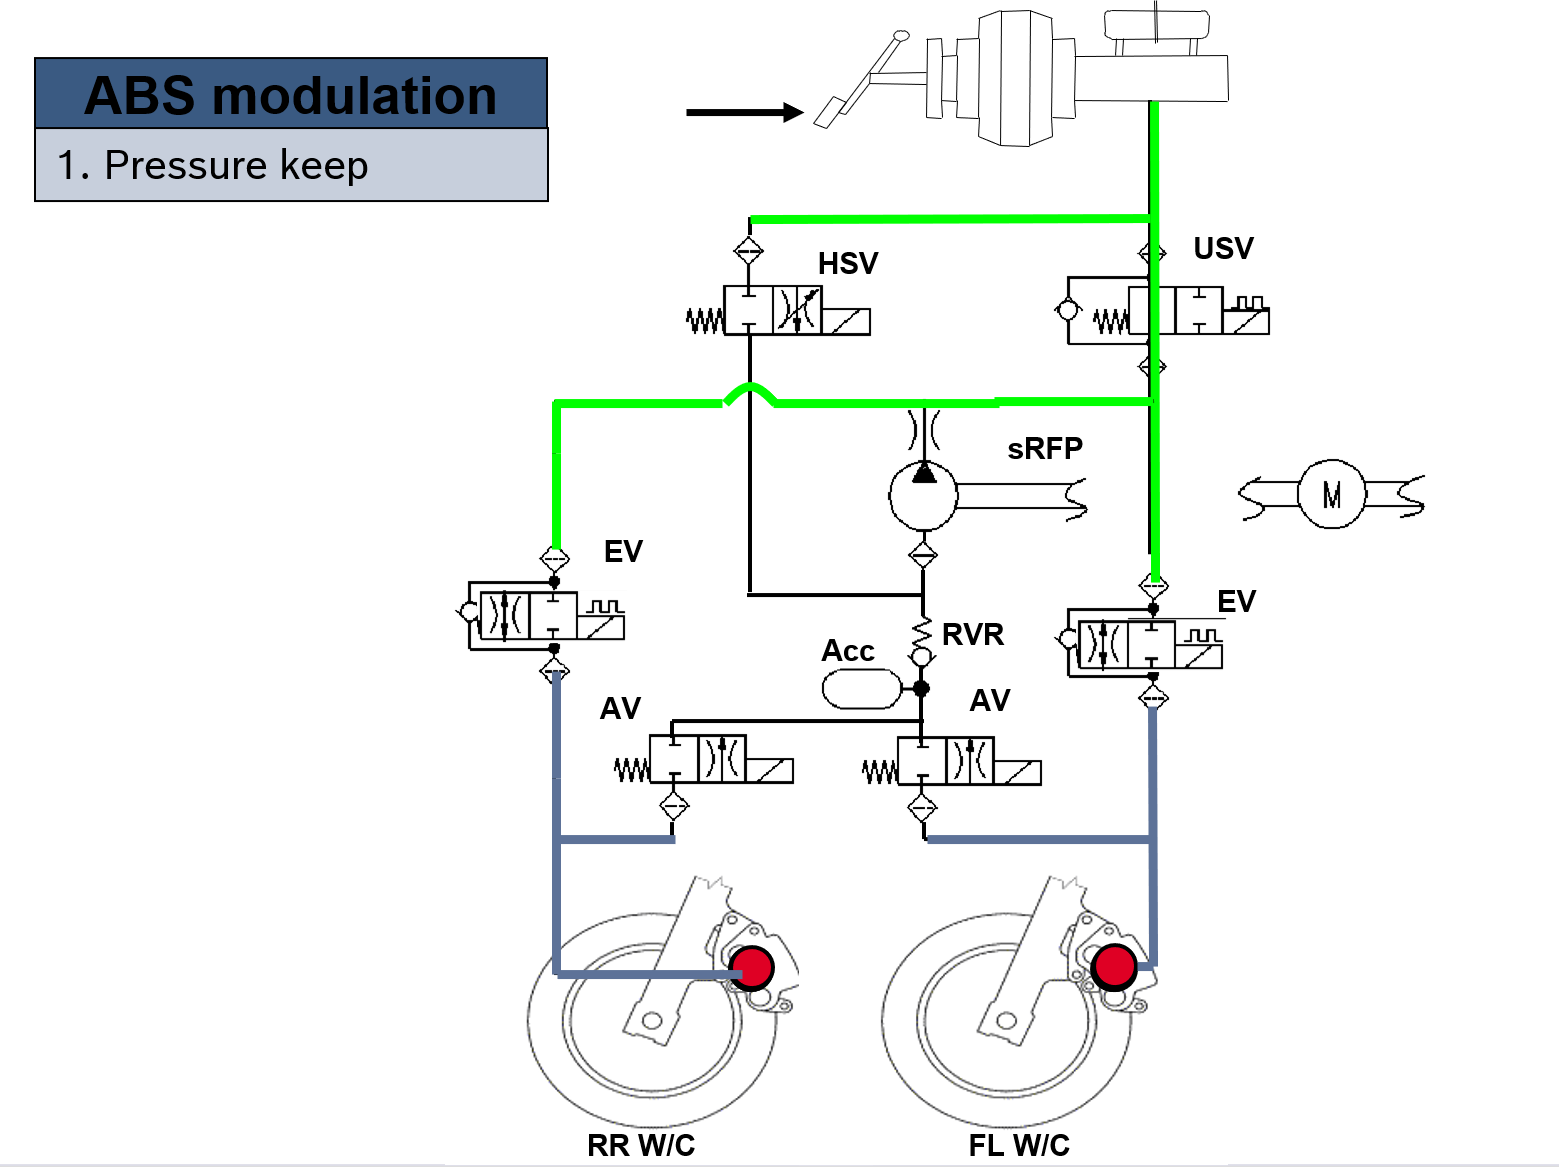 ABS modulation
1. Pressure keep
HSV
USV
sRFP
M
EV
EV
RVR
Acc
AV
AV
RR W/C
FL W/C